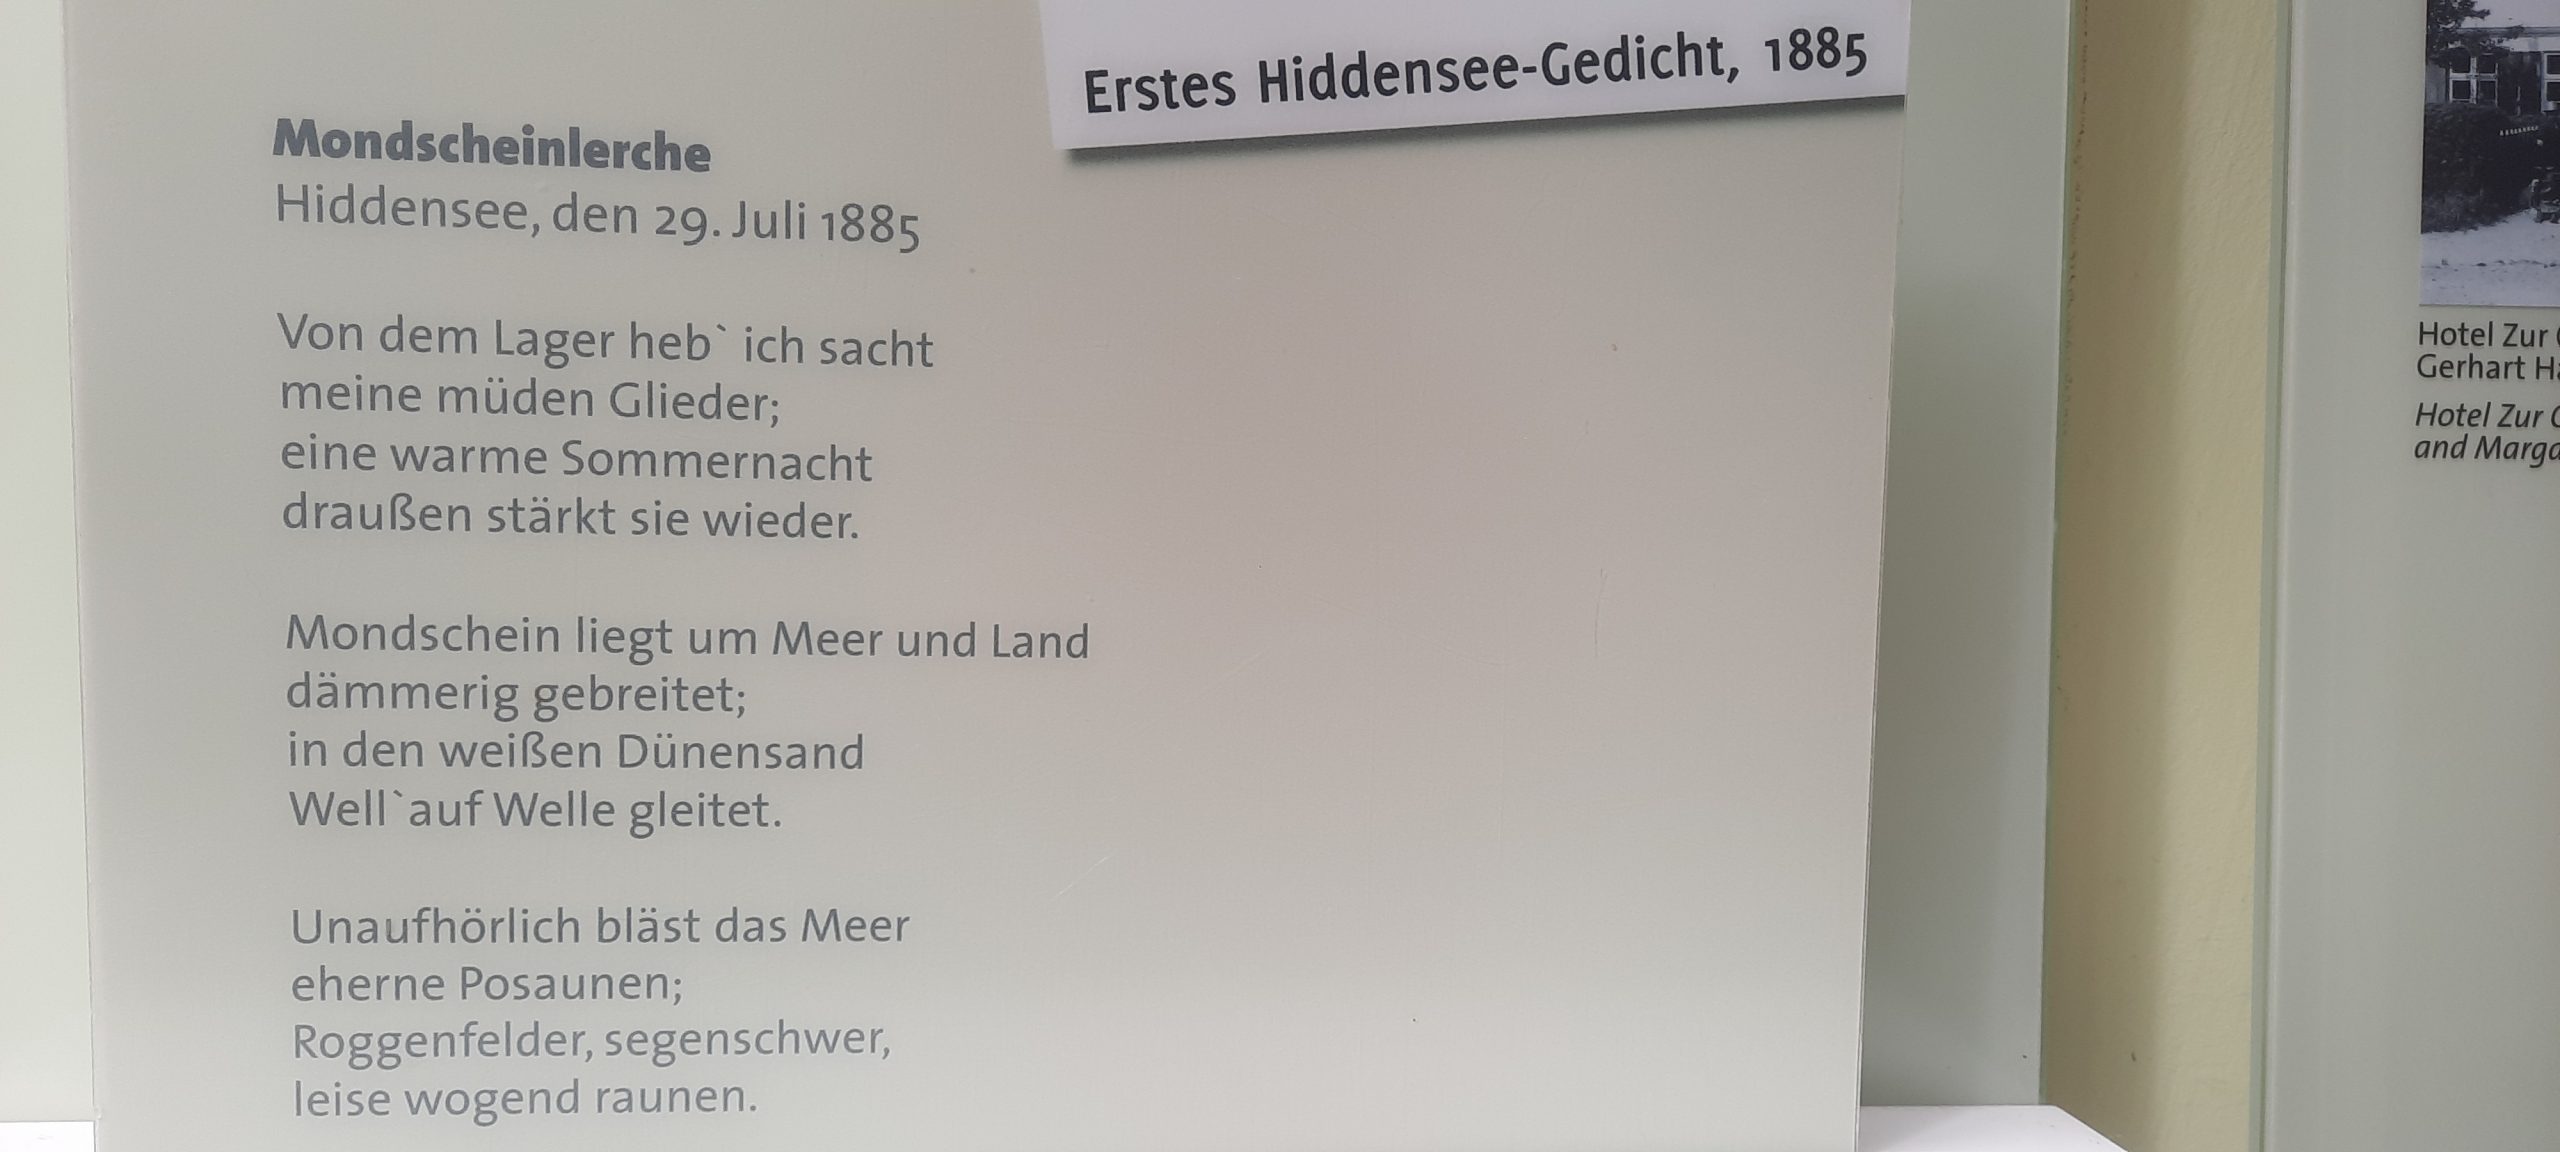 Erstes Hiddensee-Gedicht, 1885
Mondscheinlerche
Hiddensee, den 29. Juli 1885
Von dem Lager heb` ich sacht
meine müden Glieder;
eine warme Sommernacht
draußen stärkt sie wieder.
Mondschein liegt um Meer und Land
dämmerig gebreitet;
in den weißen Dünensand
Well`auf Welle gleitet.
Unaufhörlich bläst das Meer
eherne Posaunen;
Roggenfelder, segenschwer,
leise wogend raunen.
Hotel Zur
Gerhart
Hotel Zur
and